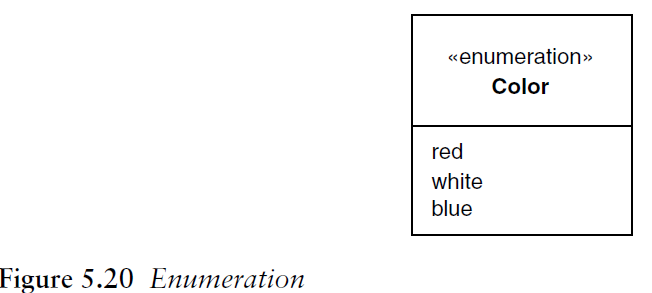 «enumeration»
Color
red
white
blue
Figure 5.20 Enumeration